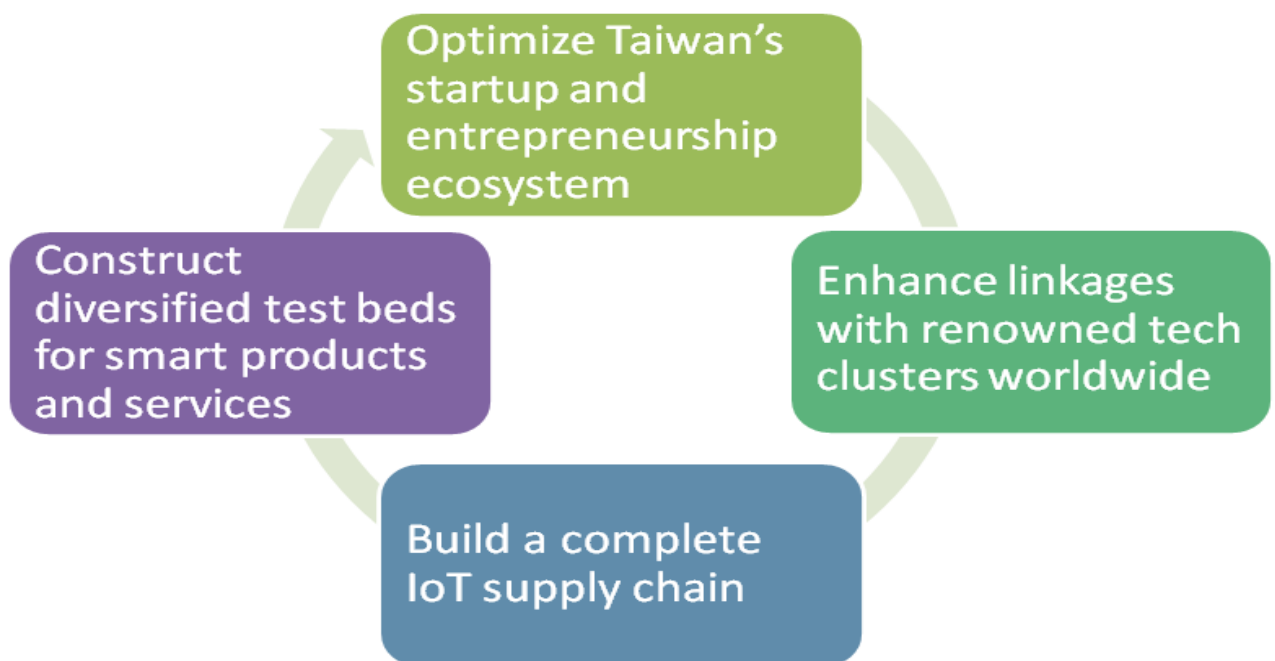 Optimize Taiwan’s
startup and
entrepreneurship
ecosystem
Enhance linkages
with renowned tech
clusters worldwide
Build a complete
IoT supply chain
Construct
diversified test beds
for smart products
and services